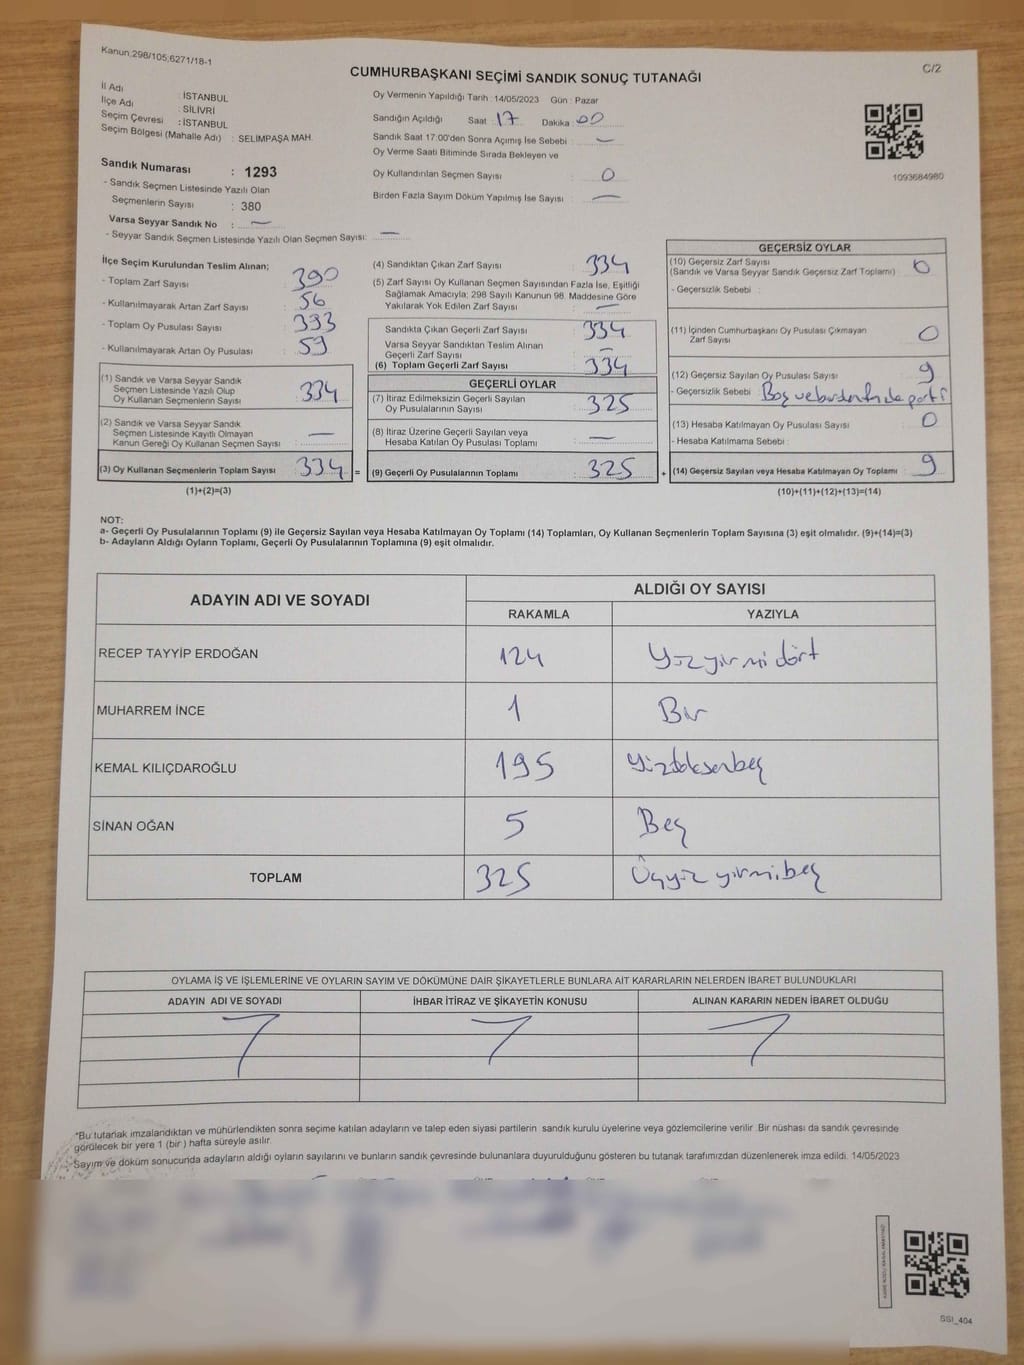 Kanun:298/105;6271/18-1
C/2
CUMHURBAŞKANI SEÇİMİ SANDIK SONUÇ TUTANAĞI
İl Adı : İSTANBUL
İlçe Adı : SİLİVRİ
Seçim Çevresi : İSTANBUL
Seçim Bölgesi (Mahalle Adı) : SELİMPAŞA MAH.
Sandık Numarası : 1293
- Sandık Seçmen Listesinde Yazılı Olan
Seçmenlerin Sayısı : 380
Varsa Seyyar Sandık No : —
- Seyyar Sandık Seçmen Listesinde Yazılı Olan Seçmen Sayısı: —
Oy Vermenin Yapıldığı Tarih : 14/05/2023 Gün : Pazar
Sandığın Açıldığı Saat : 17 Dakika : 00
Sandık Saat 17:00'den Sonra Açımış İse Sebebi : —
Oy Verme Saati Bitiminde Sırada Bekleyen ve
Oy Kullandırılan Seçmen Sayısı : 0
Birden Fazla Sayım Döküm Yapılmış İse Sayısı : —
1093684980
İlçe Seçim Kurulundan Teslim Alınan;
- Toplam Zarf Sayısı : 390
- Kullanılmayarak Artan Zarf Sayısı : 56
- Toplam Oy Pusulası Sayısı : 393
- Kullanılmayarak Artan Oy Pusulası : 59
(1) Sandık ve Varsa Seyyar Sandık
Seçmen Listesinde Yazılı Olup
Oy Kullanan Seçmenlerin Sayısı : 334
(2) Sandık ve Varsa Seyyar Sandık
Seçmen Listesinde Kayıtlı Olmayan
Kanun Gereği Oy Kullanan Seçmen Sayısı : —
(3) Oy Kullanan Seçmenlerin Toplam Sayısı : 334 =
(1)+(2)=(3)
(4) Sandıktan Çıkan Zarf Sayısı : 334
(5) Zarf Sayısı Oy Kullanan Seçmen Sayısından Fazla İse, Eşitliği
Sağlamak Amacıyla; 298 Sayılı Kanunun 98. Maddesine Göre
Yakılarak Yok Edilen Zarf Sayısı : —
Sandıkta Çıkan Geçerli Zarf Sayısı : 334
Varsa Seyyar Sandıktan Teslim Alınan
Geçerli Zarf Sayısı : —
(6) Toplam Geçerli Zarf Sayısı : 334
GEÇERLİ OYLAR
(7) İtiraz Edilmeksizin Geçerli Sayılan
Oy Pusulalarının Sayısı : 325
(8) İtiraz Üzerine Geçerli Sayılan veya
Hesaba Katılan Oy Pusulası Toplamı : —
(9) Geçerli Oy Pusulalarının Toplamı : 325 +
GEÇERSİZ OYLAR
(10) Geçersiz Zarf Sayısı : 0
(Sandık ve Varsa Seyyar Sandık Geçersiz Zarf Toplamı)
- Geçersizlik Sebebi :
(11) İçinden Cumhurbaşkanı Oy Pusulası Çıkmayan
Zarf Sayısı : 0
(12) Geçersiz Sayılan Oy Pusulası Sayısı : 9
- Geçersizlik Sebebi : Boş ve birden fazla parti
(13) Hesaba Katılmayan Oy Pusulası Sayısı : 0
- Hesaba Katılmama Sebebi :
(14) Geçersiz Sayılan veya Hesaba Katılmayan Oy Toplamı : 9
(10)+(11)+(12)+(13)=(14)
NOT:
a- Geçerli Oy Pusulalarının Toplamı (9) ile Geçersiz Sayılan veya Hesaba Katılmayan Oy Toplamı (14) Toplamları, Oy Kullanan Seçmenlerin Toplam Sayısına (3) eşit olmalıdır. (9)+(14)=(3)
b- Adayların Aldığı Oyların Toplamı, Geçerli Oy Pusulalarının Toplamına (9) eşit olmalıdır.
ADAYIN ADI VE SOYADI ALDIĞI OY SAYISI
RAKAMLA YAZIYLA
RECEP TAYYİP ERDOĞAN 124 Yüz yirmi dört
MUHARREM İNCE 1 Bir
KEMAL KILIÇDAROĞLU 195 Yüzdoksanbeş
SİNAN OĞAN 5 Beş
TOPLAM 325 Üçyüz yirmibeş
OYLAMA İŞ VE İŞLEMLERİNE VE OYLARIN SAYIM VE DÖKÜMÜNE DAİR ŞİKAYETLERLE BUNLARA AİT KARARLARIN NELERDEN İBARET BULUNDUKLARI
ADAYIN ADI VE SOYADI İHBAR İTİRAZ VE ŞİKAYETİN KONUSU ALINAN KARARIN NEDEN İBARET OLDUĞU
*Bu tutanak imzalandıktan ve mühürlendikten sonra seçime katılan adayların ve talep eden siyasi partilerin sandık kurulu üyelerine veya gözlemcilerine verilir .Bir nüshası da sandık çevresinde
görülecek bir yere 1 (bir ) hafta süreyle asılır.
*Sayım ve döküm sonucunda adayların aldığı oyların sayılarını ve bunların sandık çevresinde bulunanlara duyurulduğunu gösteren bu tutanak tarafımızdan düzenlenerek imza edildi. 14/05/2023
SSI_404